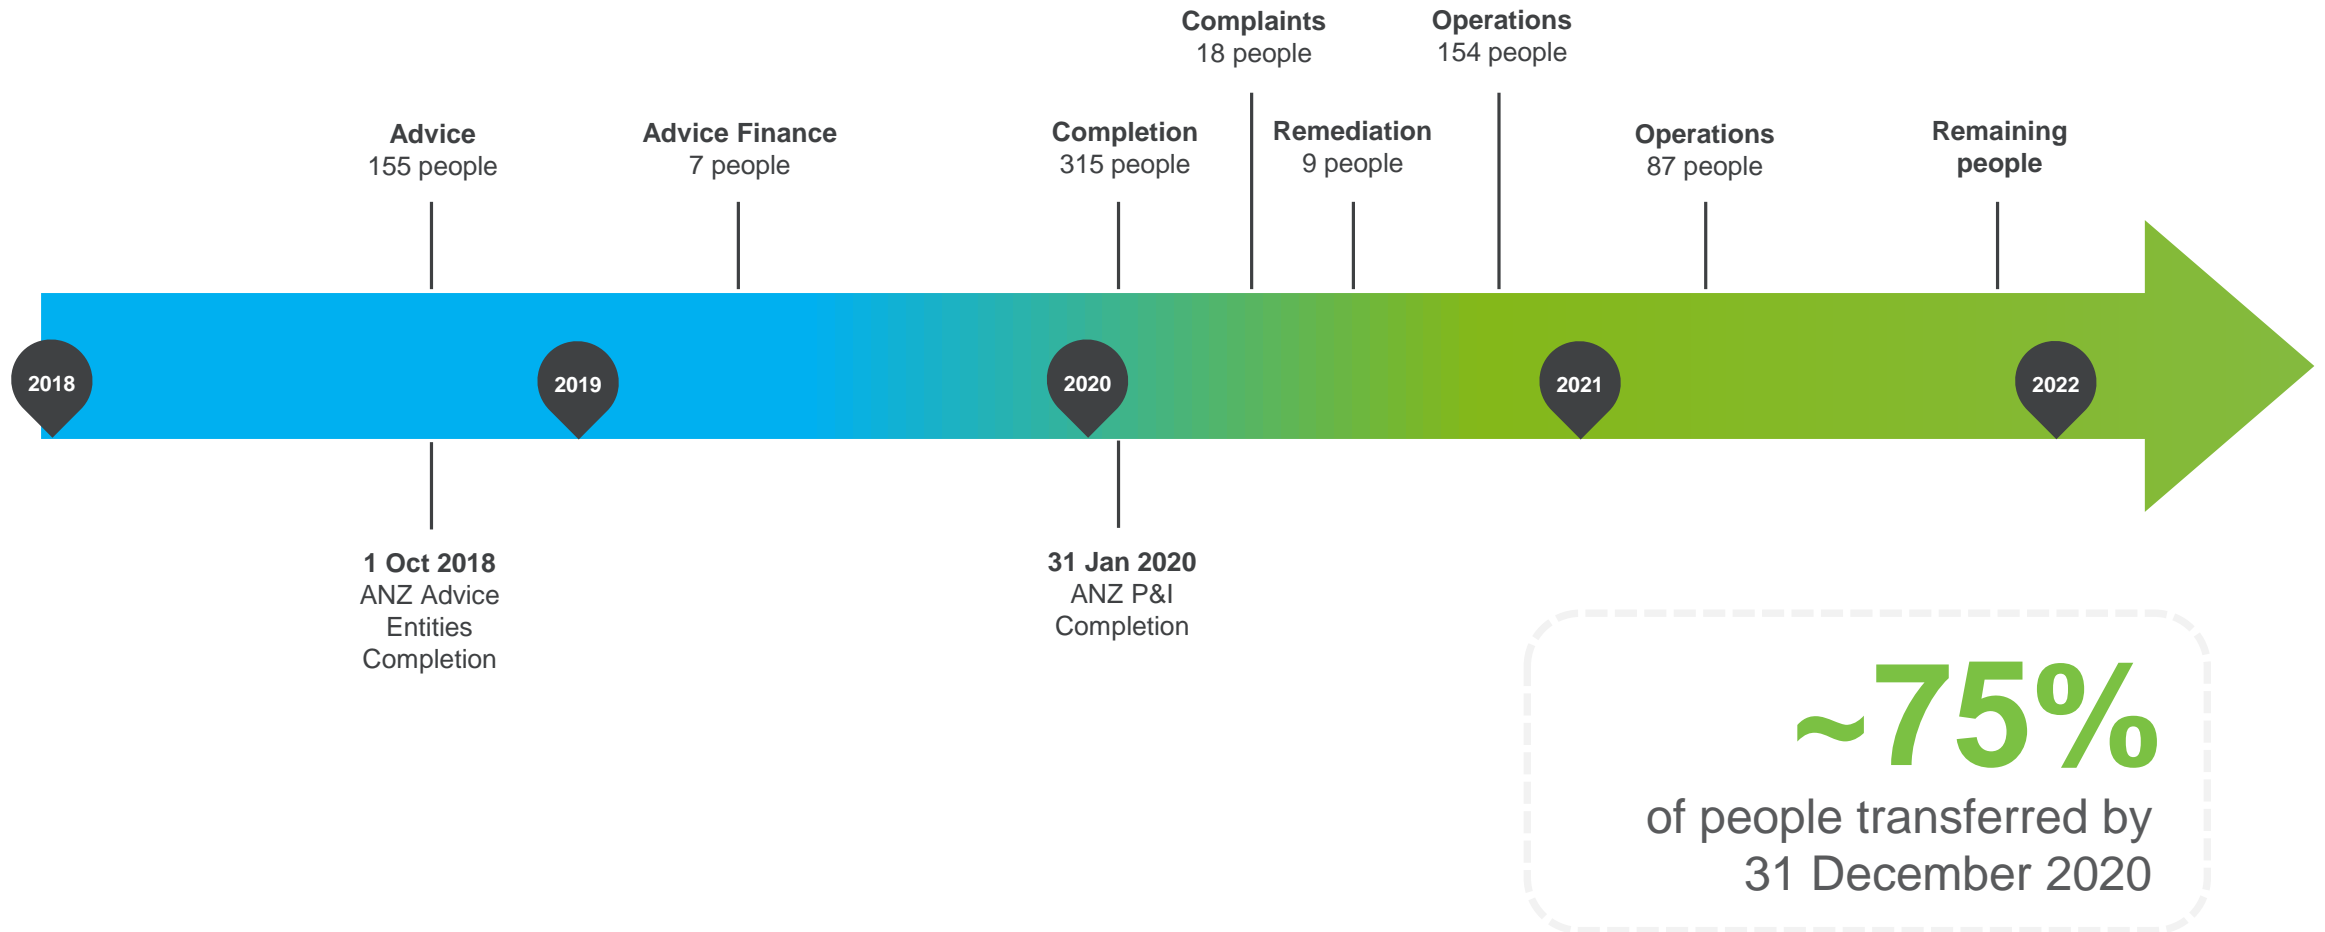 Complaints
18 people
Operations
154 people
Advice
155 people
Advice Finance
7 people
Completion
315 people
Remediation
9 people
Operations
87 people
Remaining
people
2018
2019
2020
2021
2022
1 Oct 2018
ANZ Advice
Entities
Completion
31 Jan 2020
ANZ P&I
Completion
~75%
of people transferred by
31 December 2020